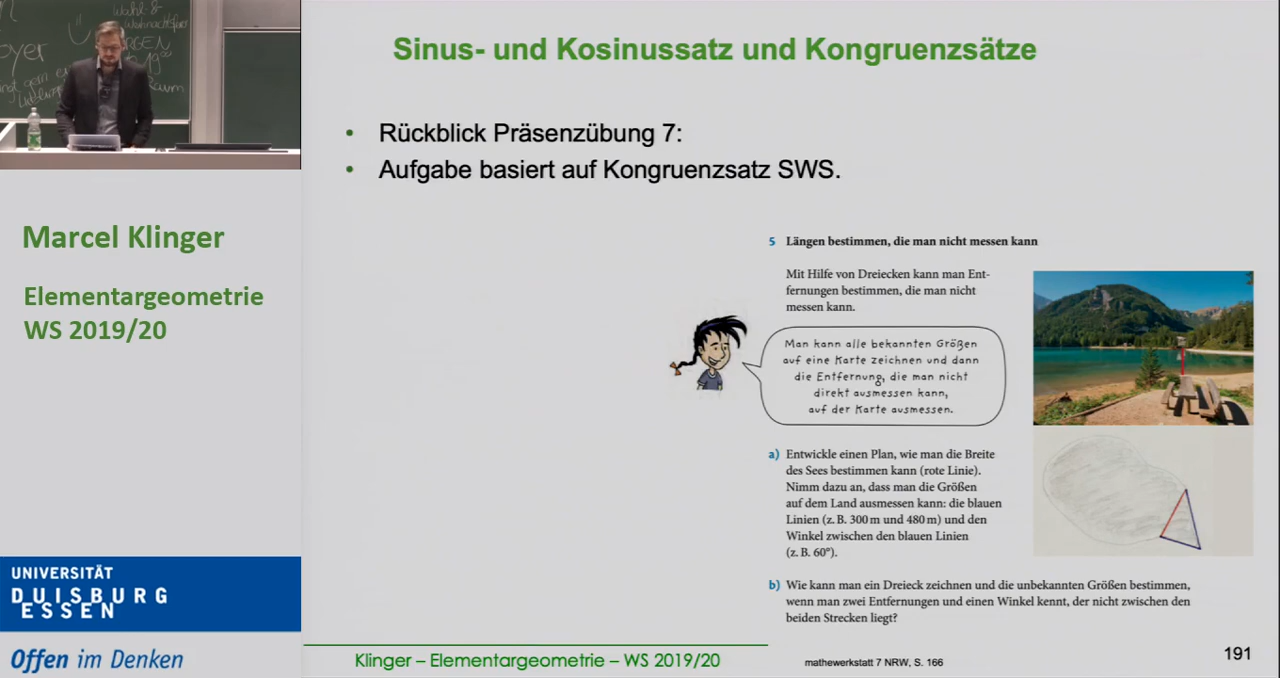 Wahl-&
Sinus- und Kosinussatz und Kongruenzsätze
• Rückblick Präsenzübung 7:
• Aufgabe basiert auf Kongruenzsatz SWS.
Marcel Klinger
Elementargeometrie
WS 2019/20
5 Längen bestimmen, die man nicht messen kann
Mit Hilfe von Dreiecken kann man Ent-
fernungen bestimmen, die man nicht
messen kann.
Man kann alle bekannten Größen
auf eine Karte zeichnen und dann
die Entfernung, die man nicht
direkt ausmessen kann,
auf der Karte ausmessen.
a) Entwickle einen Plan, wie man die Breite
des Sees bestimmen kann (rote Linie).
Nimm dazu an, dass man die Größen
auf dem Land ausmessen kann: die blauen
Linien (z. B. 300 m und 480 m) und den
Winkel zwischen den blauen Linien
(z. B. 60°).
b) Wie kann man ein Dreieck zeichnen und die unbekannten Größen bestimmen,
wenn man zwei Entfernungen und einen Winkel kennt, der nicht zwischen den
beiden Strecken liegt?
UNIVERSITÄT
DUISBURG
ESSEN
Offen im Denken
Klinger – Elementargeometrie – WS 2019/20
mathewerkstatt 7 NRW, S. 166
191